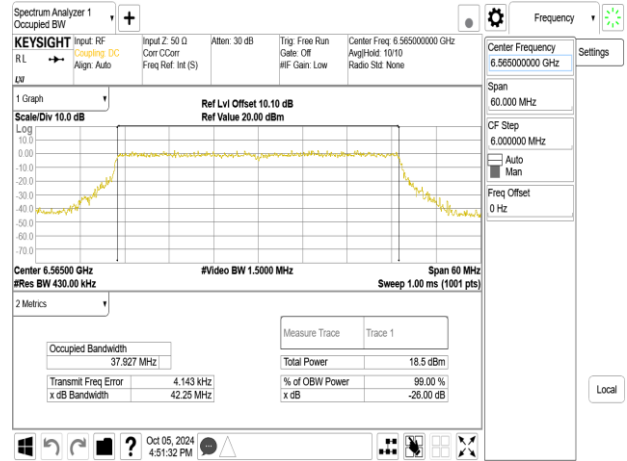 Spectrum Analyzer 1
Occupied BW
Frequency
KEYSIGHT
RL
Input: RF
Coupling: DC
Align: Auto
Input Z: 50 Ω
Corr CCorr
Freq Ref: Int (S)
Atten: 30 dB
Trig: Free Run
Gate: Off
#IF Gain: Low
Center Freq: 6.565000000 GHz
Avg|Hold: 10/10
Radio Std: None
Center Frequency
6.565000000 GHz
Settings
Span
60.000 MHz
CF Step
6.000000 MHz
Auto
Man
Freq Offset
0 Hz
Local
1 Graph
Scale/Div 10.0 dB
Ref Lvl Offset 10.10 dB
Ref Value 20.00 dBm
Log
10.0
0.00
-10.0
-20.0
-30.0
-40.0
-50.0
-60.0
-70.0
Center 6.56500 GHz
#Video BW 1.5000 MHz
Span 60 MHz
#Res BW 430.00 kHz
Sweep 1.00 ms (1001 pts)
2 Metrics
Measure Trace
Trace 1
Occupied Bandwidth
37.927 MHz
Total Power
18.5 dBm
Transmit Freq Error
4.143 kHz
% of OBW Power
99.00 %
x dB Bandwidth
42.25 MHz
x dB
-26.00 dB
?
Oct 05, 2024
4:51:32 PM